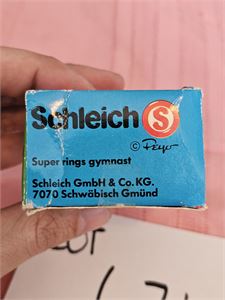 Schleich S
© Peyo
Super rings gymnast
Schleich GmbH & Co. KG.
7070 Schwäbisch Gmünd